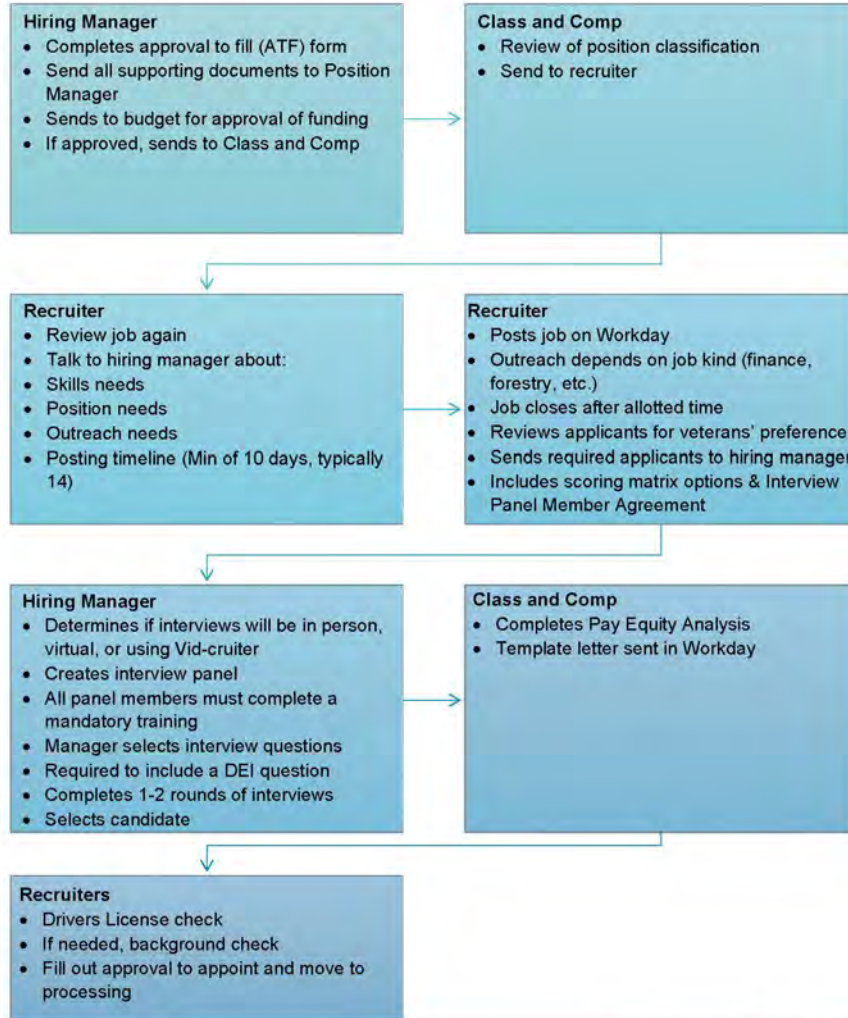 Hiring Manager
• Completes approval to fill (ATF) form
• Send all supporting documents to Position
Manager
• Sends to budget for approval of funding
• If approved, sends to Class and Comp
Class and Comp
• Review of position classification
• Send to recruiter
Recruiter
• Review job again
• Talk to hiring manager about:
• Skills needs
• Position needs
• Outreach needs
• Posting timeline (Min of 10 days, typically
14)
Recruiter
• Posts job on Workday
• Outreach depends on job kind (finance,
forestry, etc.)
• Job closes after allotted time
• Reviews applicants for veterans' preference
• Sends required applicants to hiring manager
• Includes scoring matrix options & Interview
Panel Member Agreement
Hiring Manager
• Determines if interviews will be in person,
virtual, or using Vid-cruiter
• Creates interview panel
• All panel members must complete a
mandatory training
• Manager selects interview questions
• Required to include a DEI question
• Completes 1-2 rounds of interviews
• Selects candidate
Class and Comp
• Completes Pay Equity Analysis
• Template letter sent in Workday
Recruiters
• Drivers License check
• If needed, background check
• Fill out approval to appoint and move to
processing